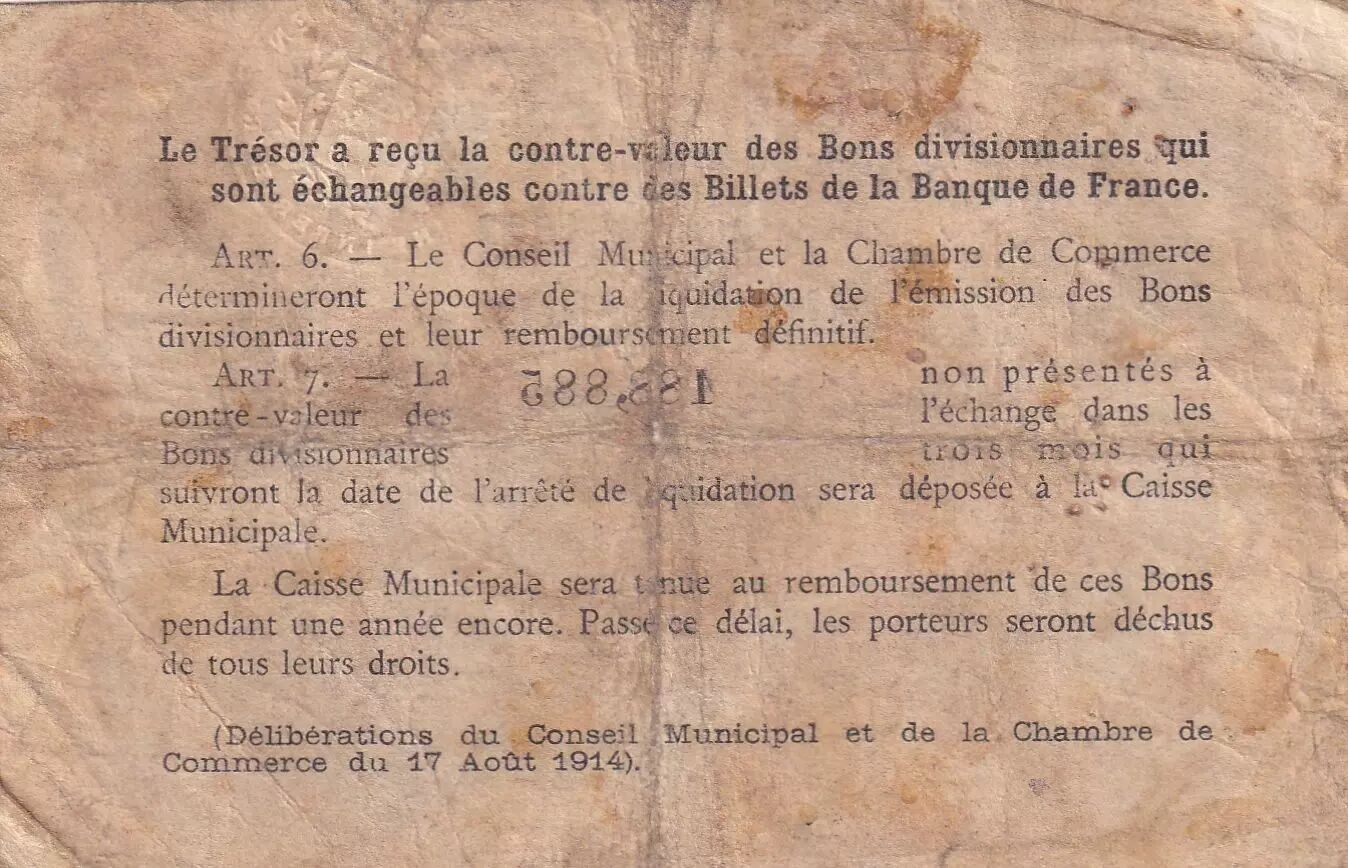 Le Trésor a reçu la contre-valeur des Bons divisionnaires qui
sont échangeables contre des Billets de la Banque de France.
ART. 6. — Le Conseil Municipal et la Chambre de Commerce
détermineront l'époque de la liquidation de l'émission des Bons
divisionnaires et leur remboursement définitif.
ART. 7. — La
contre-valeur des
Bons divisionnaires
non présentés à
l'échange dans les
trois mois qui
suivront la date de l'arrêté de liquidation sera déposée à la Caisse
Municipale.
La Caisse Municipale sera tenue au remboursement de ces Bons
pendant une année encore. Passé ce délai, les porteurs seront déchus
de tous leurs droits.
(Délibérations du Conseil Municipal et de la Chambre de
Commerce du 17 Août 1914).